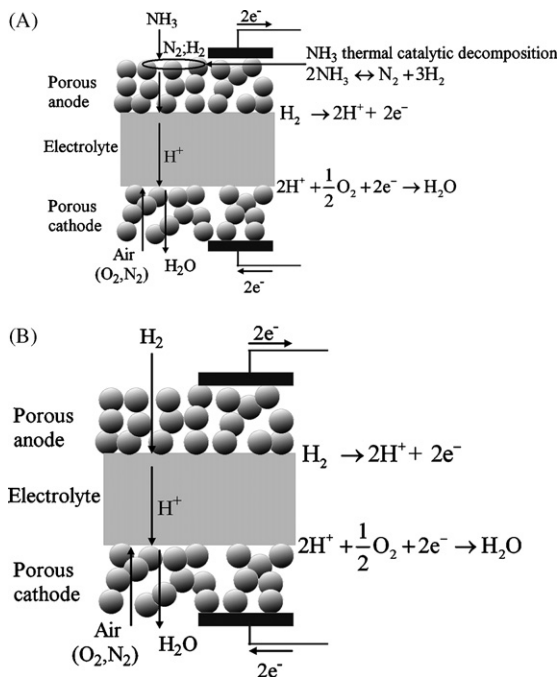 (A)
NH₃
2e⁻
N₂;H₂
NH₃ thermal catalytic decomposition
2NH₃ ↔ N₂ + 3H₂
Porous
anode
H₂ → 2H⁺ + 2e⁻
Electrolyte
H⁺
2H⁺ + 1/2 O₂ + 2e⁻ → H₂O
Porous
cathode
Air
(O₂,N₂)
H₂O
2e⁻
(B)
H₂
2e⁻
Porous
anode
H₂ → 2H⁺ + 2e⁻
Electrolyte
H⁺
2H⁺ + 1/2 O₂ + 2e⁻ → H₂O
Porous
cathode
Air
(O₂,N₂)
H₂O
2e⁻